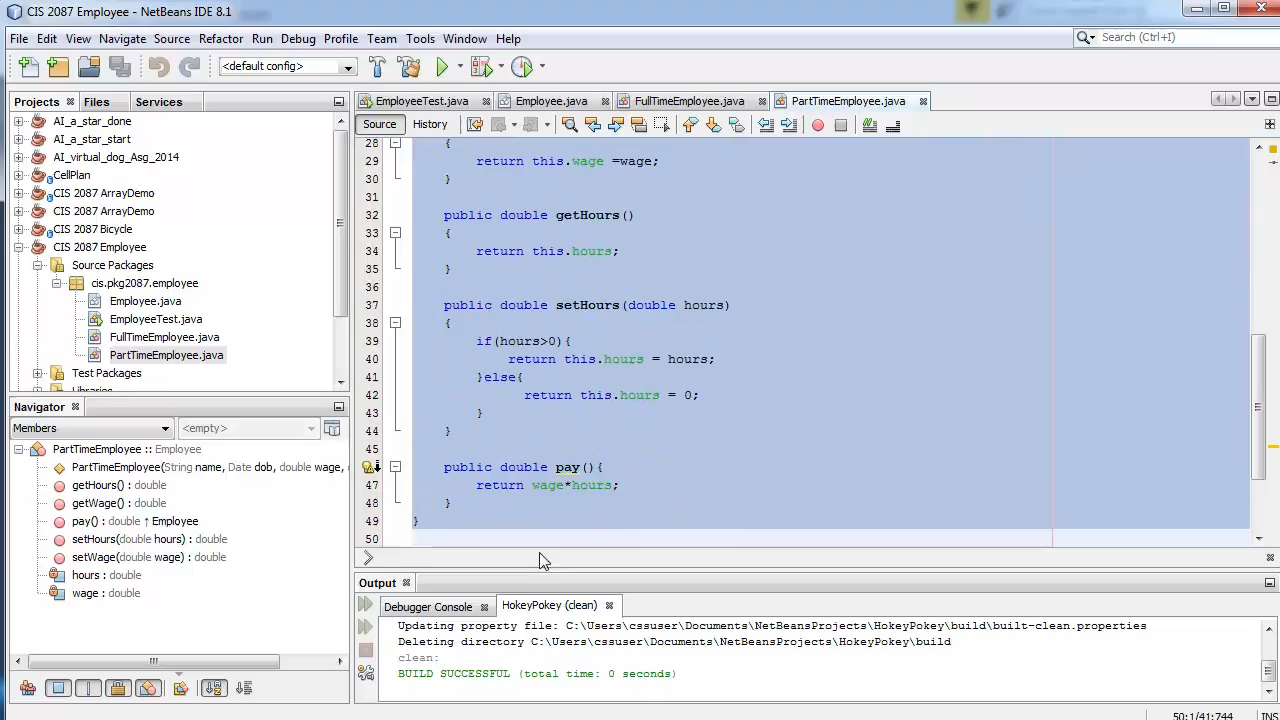 CIS 2087 Employee - NetBeans IDE 8.1
File Edit View Navigate Source Refactor Run Debug Profile Team Tools Window Help
Search (Ctrl+I)
<default config>
Projects Files Services
EmployeeTest.java Employee.java FullTimeEmployee.java PartTimeEmployee.java
Source History
AI_a_star_done
AI_a_star_start
AI_virtual_dog_Asg_2014
CellPlan
CIS 2087 ArrayDemo
CIS 2087 ArrayDemo
CIS 2087 Bicycle
CIS 2087 Employee
Source Packages
cis.pkg2087.employee
Employee.java
EmployeeTest.java
FullTimeEmployee.java
PartTimeEmployee.java
Test Packages
Libraries
28 {
29 return this.wage =wage;
30 }
31
32 public double getHours()
33 {
34 return this.hours;
35 }
36
37 public double setHours(double hours)
38 {
39 if(hours>0){
40 return this.hours = hours;
41 }else{
42 return this.hours = 0;
43 }
44 }
45
46 public double pay(){
47 return wage*hours;
48 }
49 }
50
Navigator
Members <empty>
PartTimeEmployee :: Employee
PartTimeEmployee(String name, Date dob, double wage,
getHours() : double
getWage() : double
pay() : double ↑ Employee
setHours(double hours) : double
setWage(double wage) : double
hours : double
wage : double
Output
Debugger Console HokeyPokey (clean)
Updating property file: C:\Users\cssuser\Documents\NetBeansProjects\HokeyPokey\build\built-clean.properties
Deleting directory C:\Users\cssuser\Documents\NetBeansProjects\HokeyPokey\build
clean:
BUILD SUCCESSFUL (total time: 0 seconds)
50:1/41:744 INS